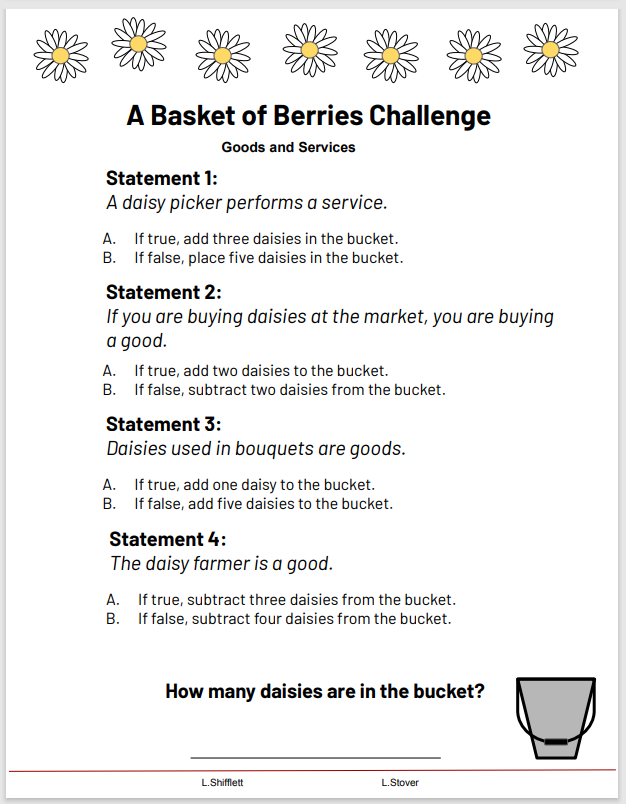 A Basket of Berries Challenge
Goods and Services
Statement 1:
A daisy picker performs a service.
A. If true, add three daisies in the bucket.
B. If false, place five daisies in the bucket.
Statement 2:
If you are buying daisies at the market, you are buying
a good.
A. If true, add two daisies to the bucket.
B. If false, subtract two daisies from the bucket.
Statement 3:
Daisies used in bouquets are goods.
A. If true, add one daisy to the bucket.
B. If false, add five daisies to the bucket.
Statement 4:
The daisy farmer is a good.
A. If true, subtract three daisies from the bucket.
B. If false, subtract four daisies from the bucket.
How many daisies are in the bucket?
L.Shifflett L.Stover